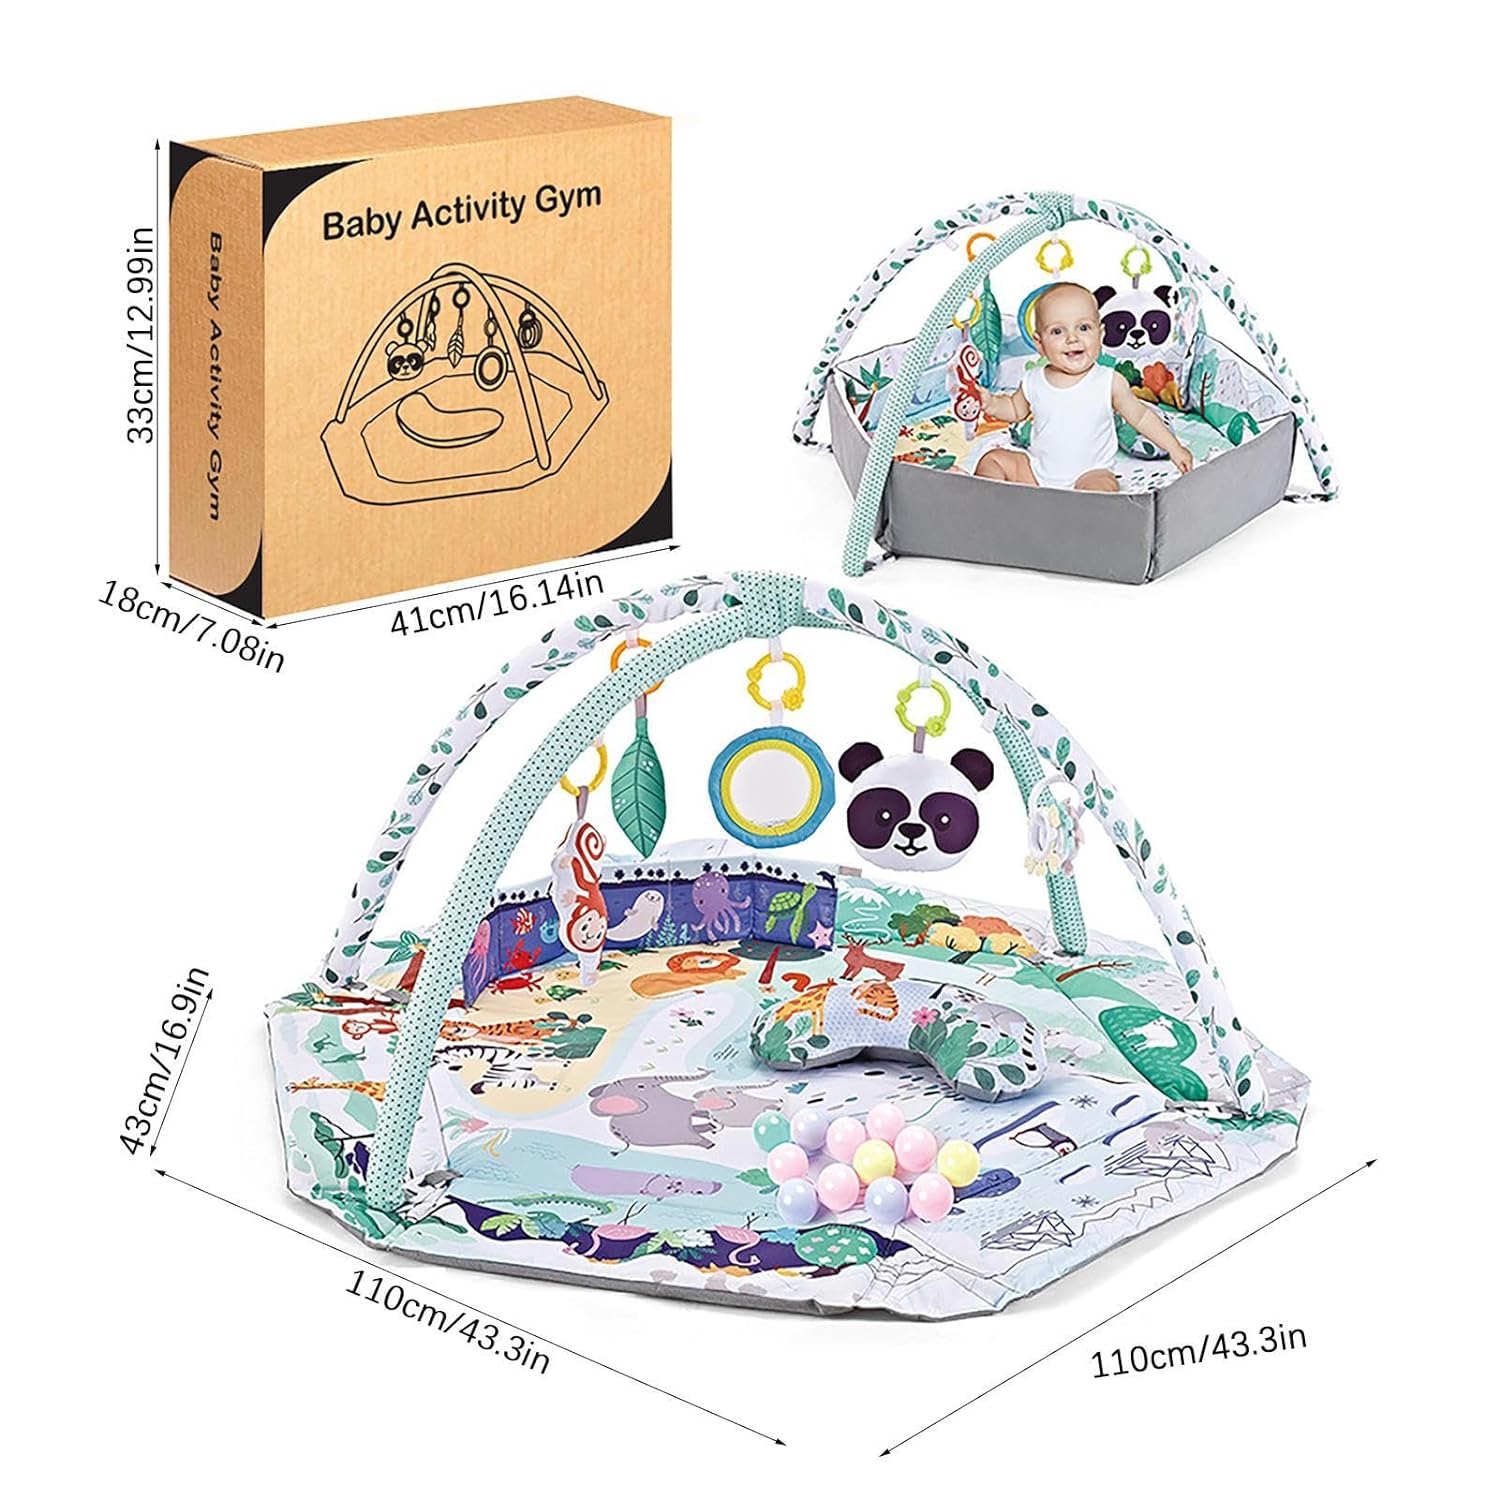 Baby Activity Gym
Baby Activity Gym
33cm/12.99in
18cm/7.08in
41cm/16.14in
43cm/16.9in
110cm/43.3in
110cm/43.3in